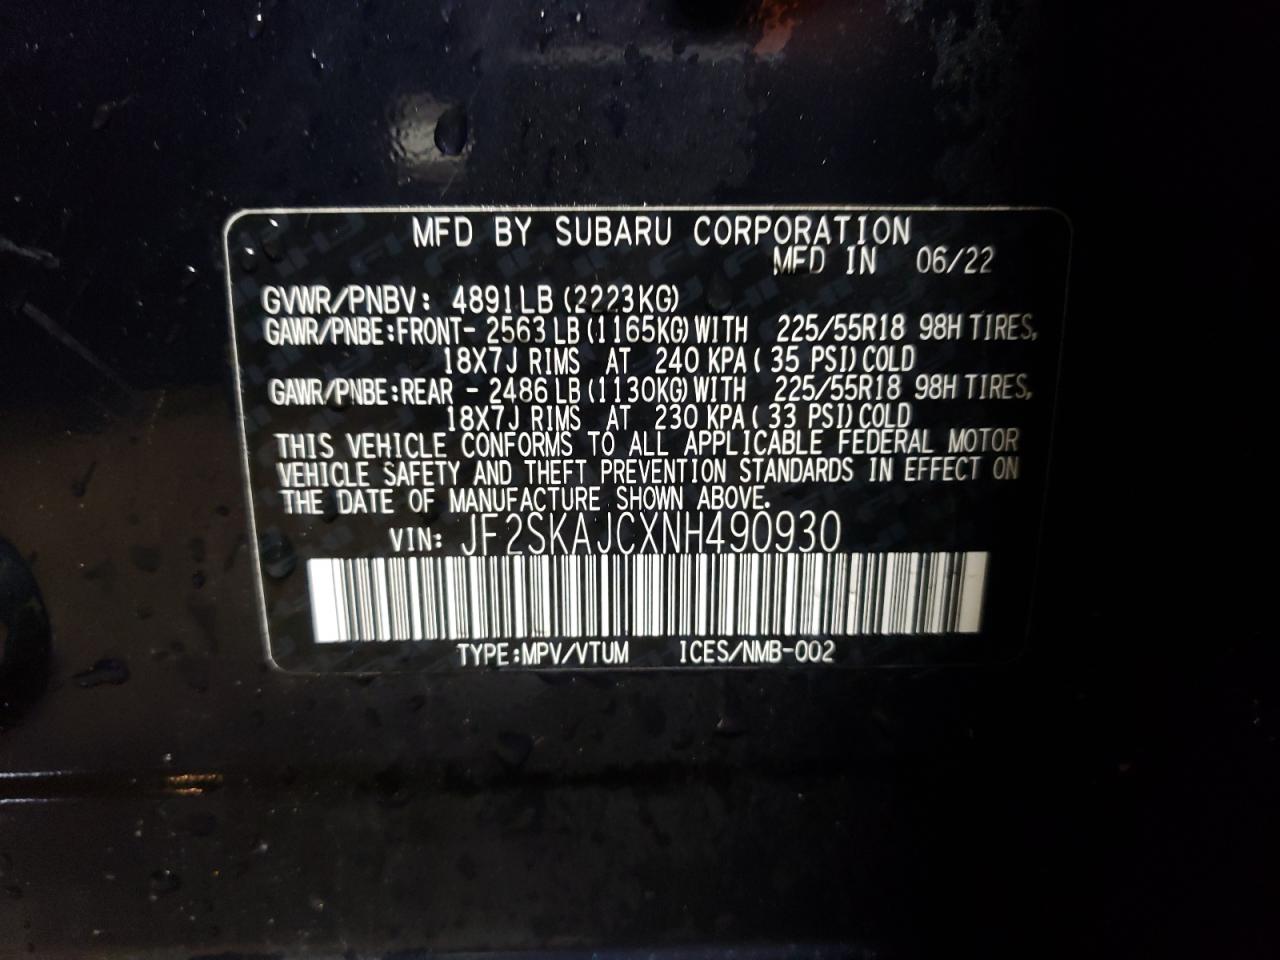 MFD BY SUBARU CORPORATION
MFD IN 06/22
GVWR/PNBV: 4891LB (2223KG)
GAWR/PNBE:FRONT- 2563 LB (1165KG) WITH 225/55R18 98H TIRES,
18X7J RIMS AT 240 KPA ( 35 PSI) COLD
GAWR/PNBE:REAR - 2486 LB (1130KG) WITH 225/55R18 98H TIRES,
18X7J RIMS AT 230 KPA ( 33 PSI) COLD
THIS VEHICLE CONFORMS TO ALL APPLICABLE FEDERAL MOTOR
VEHICLE SAFETY AND THEFT PREVENTION STANDARDS IN EFFECT ON
THE DATE OF MANUFACTURE SHOWN ABOVE.
VIN: JF2SKAJCXNH490930
TYPE:MPV/VTUM ICES/NMB-002